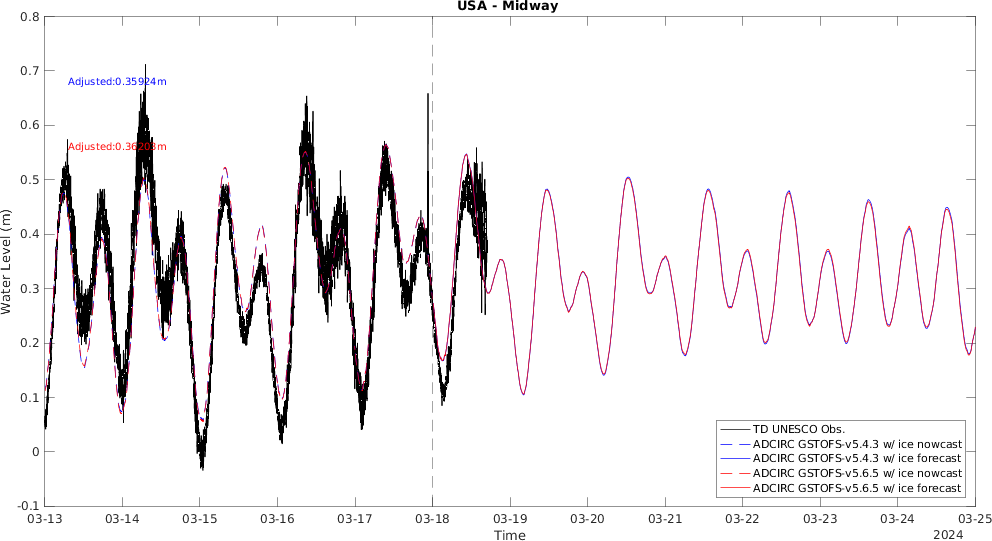 USA - Midway
0.8
0.7
0.6
0.5
0.4
0.3
0.2
0.1
0
-0.1
Water Level (m)
Adjusted:0.35924m
Adjusted:0.36203m
TD UNESCO Obs.
ADCIRC GSTOFS-v5.4.3 w/ ice nowcast
ADCIRC GSTOFS-v5.4.3 w/ ice forecast
ADCIRC GSTOFS-v5.6.5 w/ ice nowcast
ADCIRC GSTOFS-v5.6.5 w/ ice forecast
03-13 03-14 03-15 03-16 03-17 03-18 03-19 03-20 03-21 03-22 03-23 03-24 03-25
Time
2024